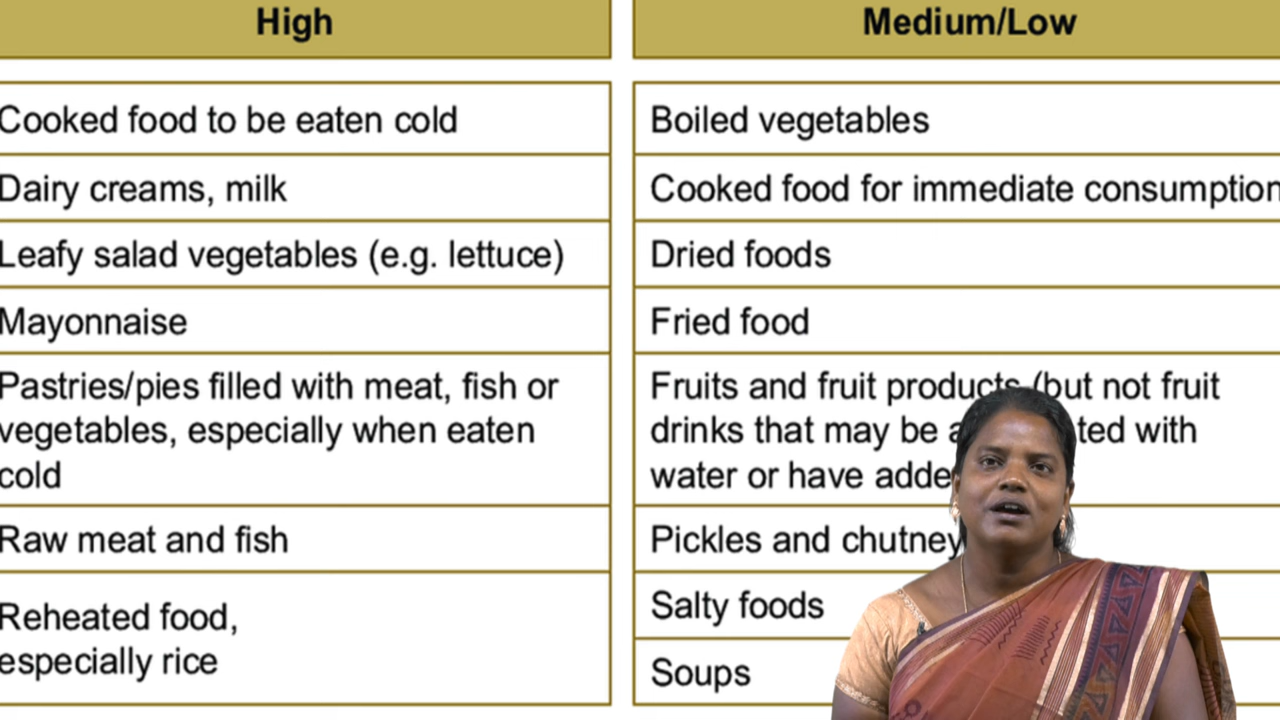 High
Cooked food to be eaten cold
Dairy creams, milk
Leafy salad vegetables (e.g. lettuce)
Mayonnaise
Pastries/pies filled with meat, fish or
vegetables, especially when eaten
cold
Raw meat and fish
Reheated food,
especially rice
Medium/Low
Boiled vegetables
Cooked food for immediate consumption
Dried foods
Fried food
Fruits and fruit products (but not fruit
drinks that may be with
water or have
Pickles and chutney
Salty foods
Soups